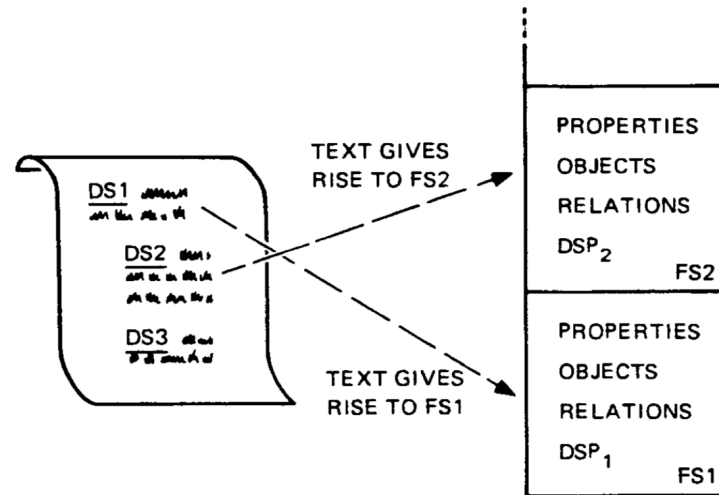 DS1
DS2
DS3
TEXT GIVES
RISE TO FS2
TEXT GIVES
RISE TO FS1
PROPERTIES
OBJECTS
RELATIONS
DSP2
FS2
PROPERTIES
OBJECTS
RELATIONS
DSP1
FS1